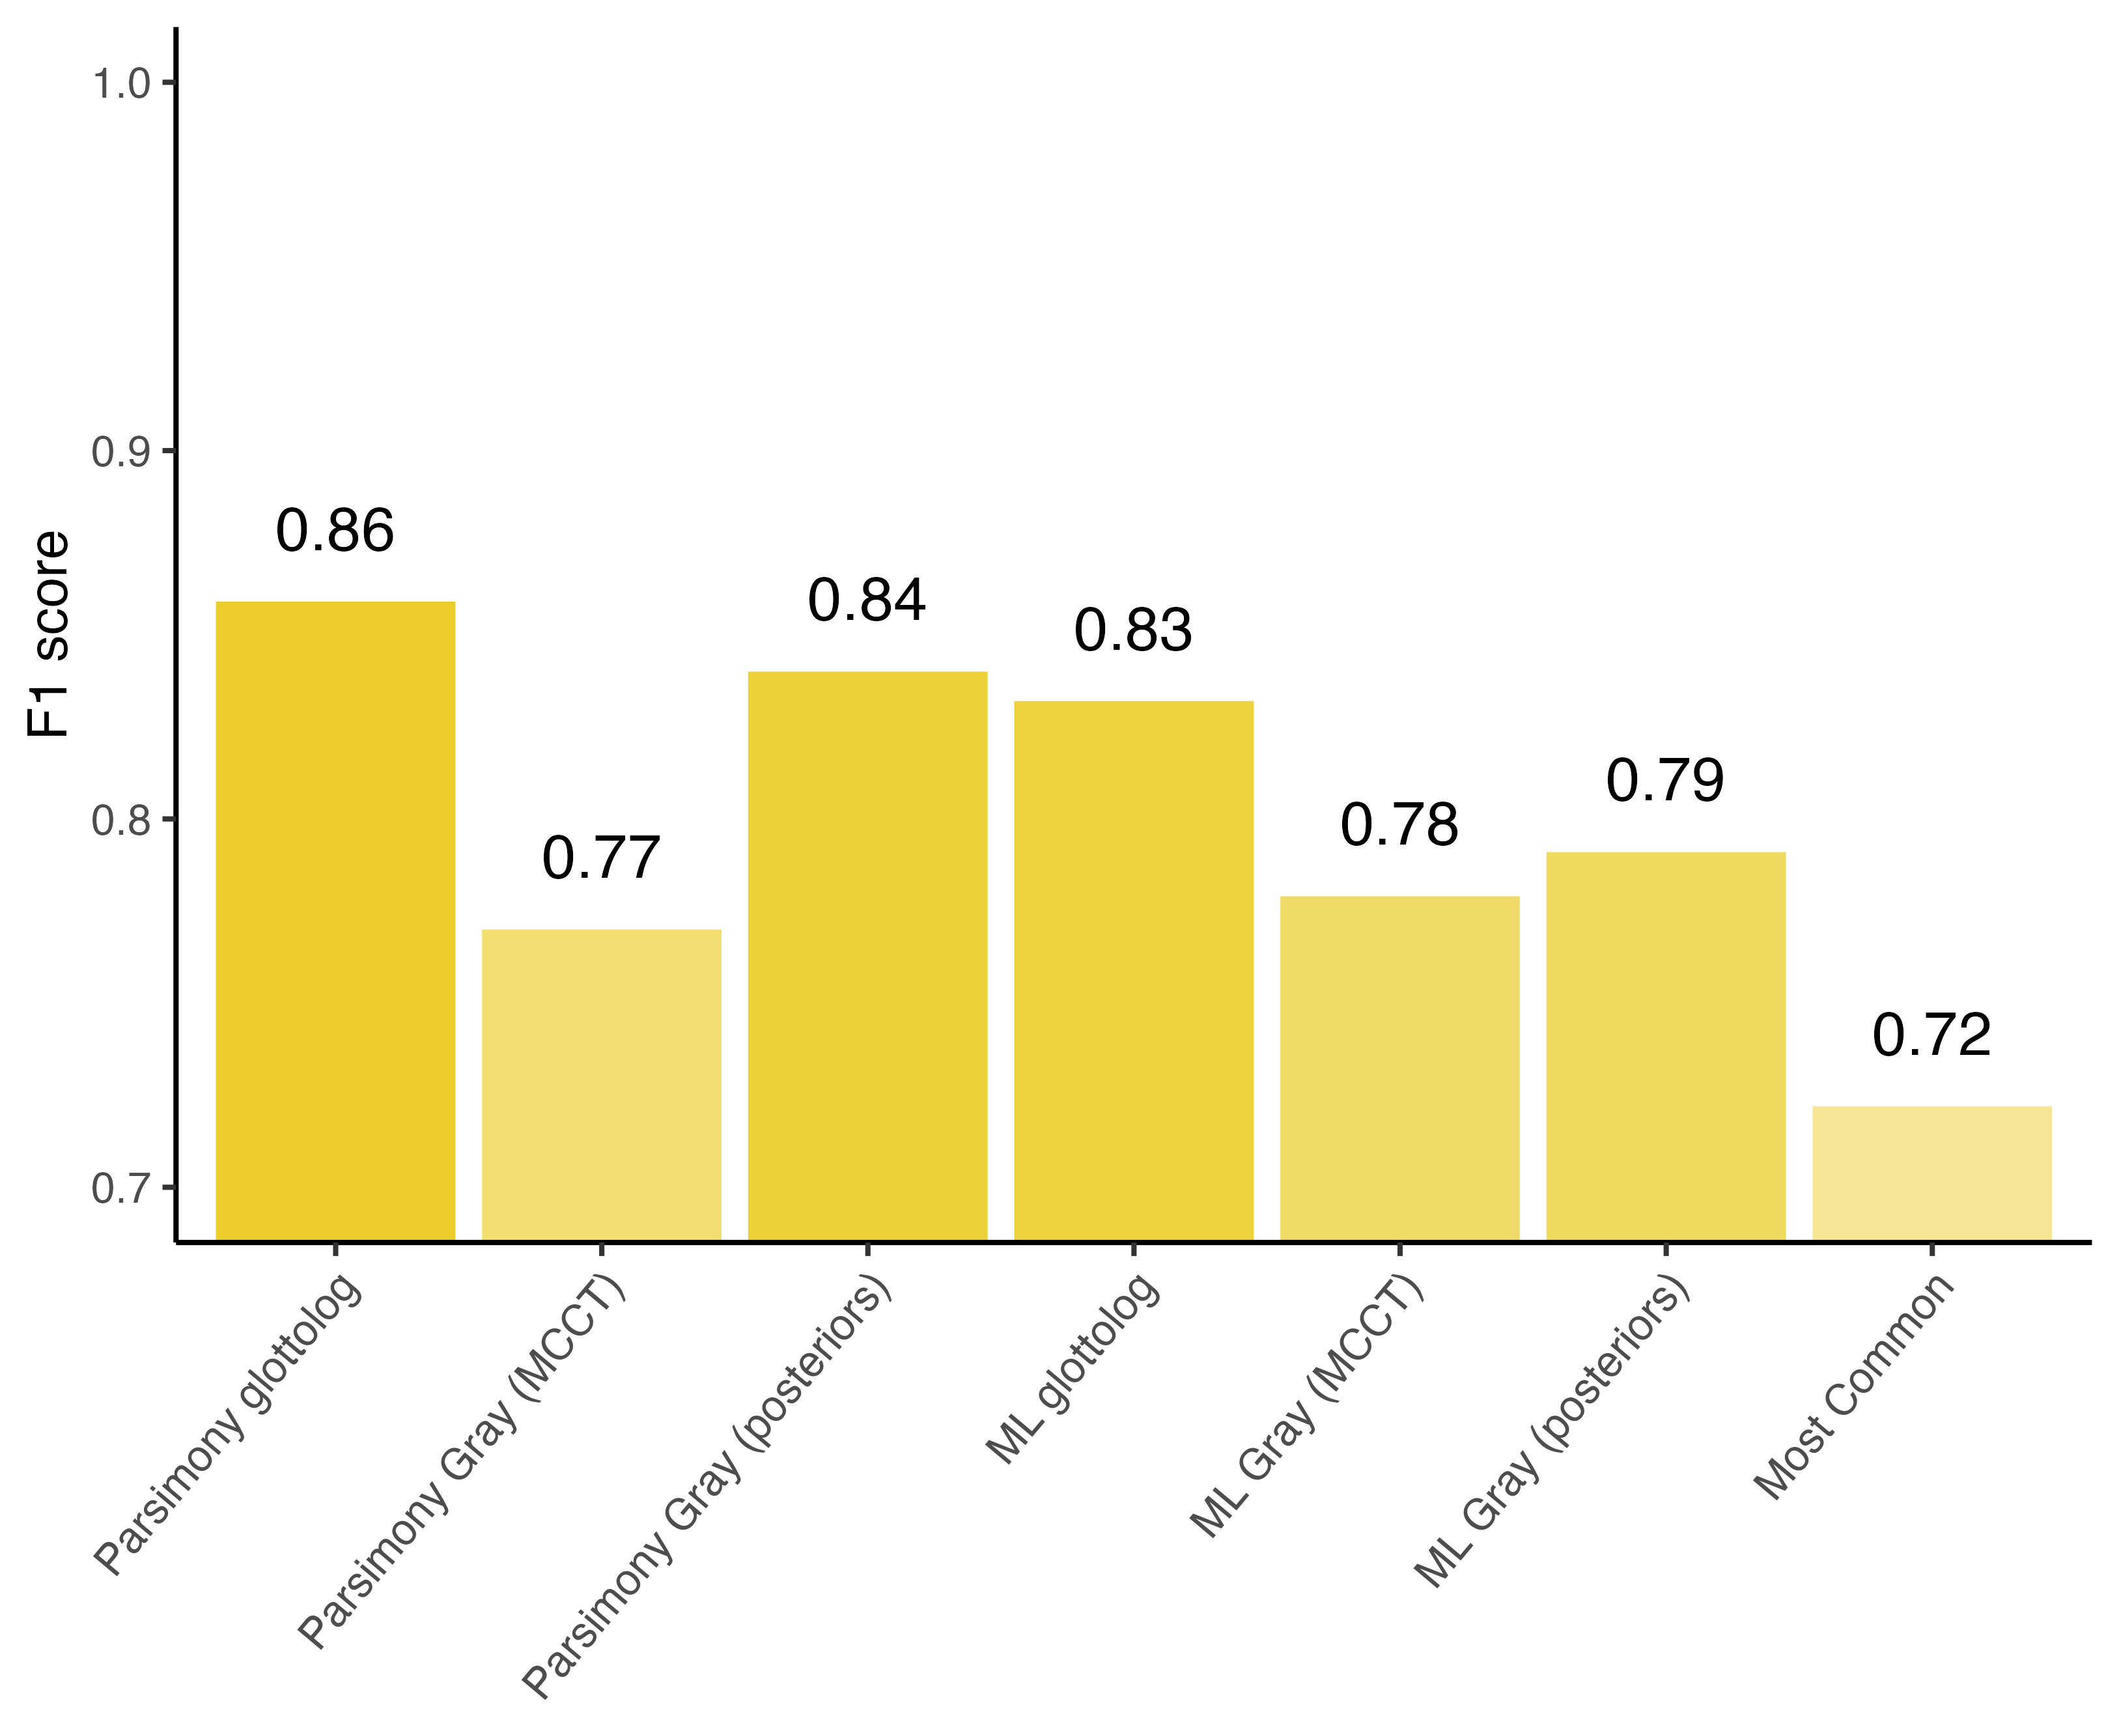 1.0
0.9
0.8
0.7
F1 score
0.86
0.77
0.84
0.83
0.78
0.79
0.72
Parsimony glottolog
Parsimony Gray (MCCT)
Parsimony Gray (posteriors)
ML glottolog
ML Gray (MCCT)
ML Gray (posteriors)
Most Common